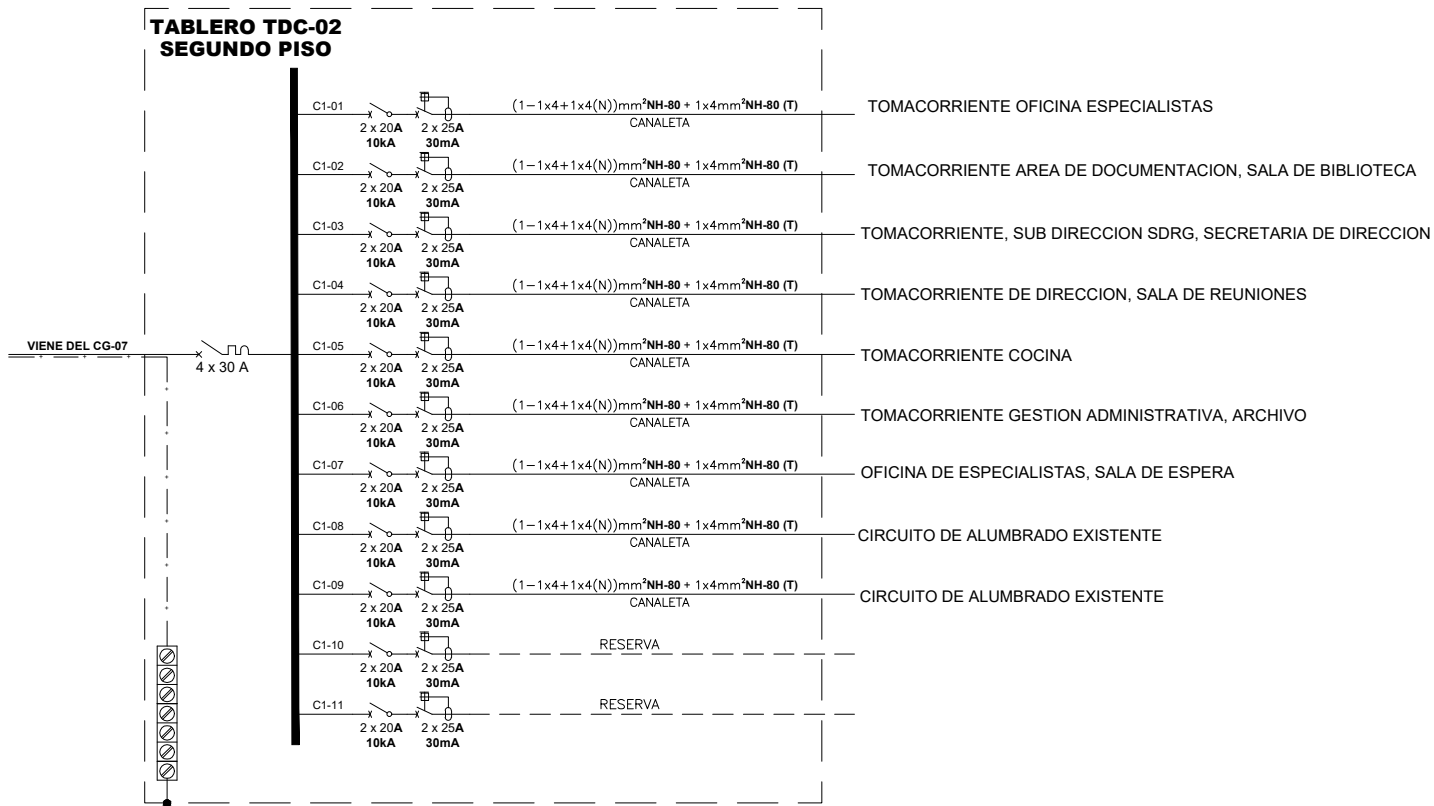 TABLERO TDC-02
SEGUNDO PISO
C1-01
2 x 20A
10kA
2 x 25A
30mA
(1-1x4+1x4(N))mm²NH-80 + 1x4mm²NH-80 (T)
CANALETA
TOMACORRIENTE OFICINA ESPECIALISTAS
C1-02
2 x 20A
10kA
2 x 25A
30mA
(1-1x4+1x4(N))mm²NH-80 + 1x4mm²NH-80 (T)
CANALETA
TOMACORRIENTE AREA DE DOCUMENTACION, SALA DE BIBLIOTECA
C1-03
2 x 20A
10kA
2 x 25A
30mA
(1-1x4+1x4(N))mm²NH-80 + 1x4mm²NH-80 (T)
CANALETA
TOMACORRIENTE, SUB DIRECCION SDRG, SECRETARIA DE DIRECCION
C1-04
2 x 20A
10kA
2 x 25A
30mA
(1-1x4+1x4(N))mm²NH-80 + 1x4mm²NH-80 (T)
CANALETA
TOMACORRIENTE DE DIRECCION, SALA DE REUNIONES
VIENE DEL CG-07
4 x 30 A
C1-05
2 x 20A
10kA
2 x 25A
30mA
(1-1x4+1x4(N))mm²NH-80 + 1x4mm²NH-80 (T)
CANALETA
TOMACORRIENTE COCINA
C1-06
2 x 20A
10kA
2 x 25A
30mA
(1-1x4+1x4(N))mm²NH-80 + 1x4mm²NH-80 (T)
CANALETA
TOMACORRIENTE GESTION ADMINISTRATIVA, ARCHIVO
C1-07
2 x 20A
10kA
2 x 25A
30mA
(1-1x4+1x4(N))mm²NH-80 + 1x4mm²NH-80 (T)
CANALETA
OFICINA DE ESPECIALISTAS, SALA DE ESPERA
C1-08
2 x 20A
10kA
2 x 25A
30mA
(1-1x4+1x4(N))mm²NH-80 + 1x4mm²NH-80 (T)
CANALETA
CIRCUITO DE ALUMBRADO EXISTENTE
C1-09
2 x 20A
10kA
2 x 25A
30mA
(1-1x4+1x4(N))mm²NH-80 + 1x4mm²NH-80 (T)
CANALETA
CIRCUITO DE ALUMBRADO EXISTENTE
C1-10
2 x 20A
10kA
2 x 25A
30mA
RESERVA
C1-11
2 x 20A
10kA
2 x 25A
30mA
RESERVA